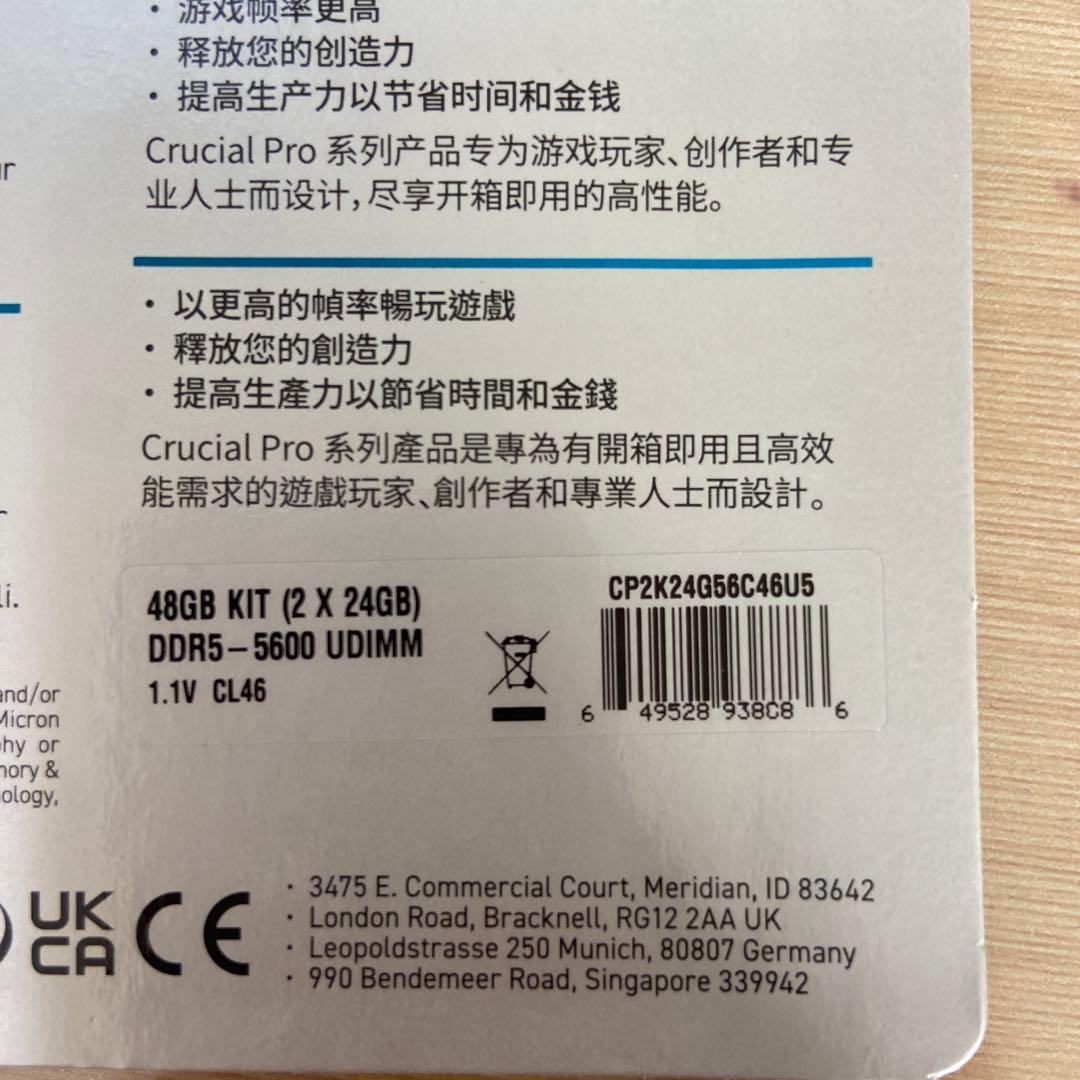 • 游戏帧率更高
• 释放您的创造力
• 提高生产力以节省时间和金钱
Crucial Pro 系列产品专为游戏玩家、创作者和专
业人士而设计，尽享开箱即用的高性能。
• 以更高的幀率暢玩遊戲
• 釋放您的創造力
• 提高生產力以節省時間和金錢
Crucial Pro 系列產品是專為有開箱即用且高效
能需求的遊戲玩家、創作者和專業人士而設計。
li.
and/or
Micron
ology,
48GB KIT (2 X 24GB)
DDR5-5600 UDIMM
1.1V CL46
CP2K24G56C46U5
6 49528 93808 6
UK
CA
CE
• 3475 E. Commercial Court, Meridian, ID 83642
• London Road, Bracknell, RG12 2AA UK
• Leopoldstrasse 250 Munich, 80807 Germany
• 990 Bendemeer Road, Singapore 339942